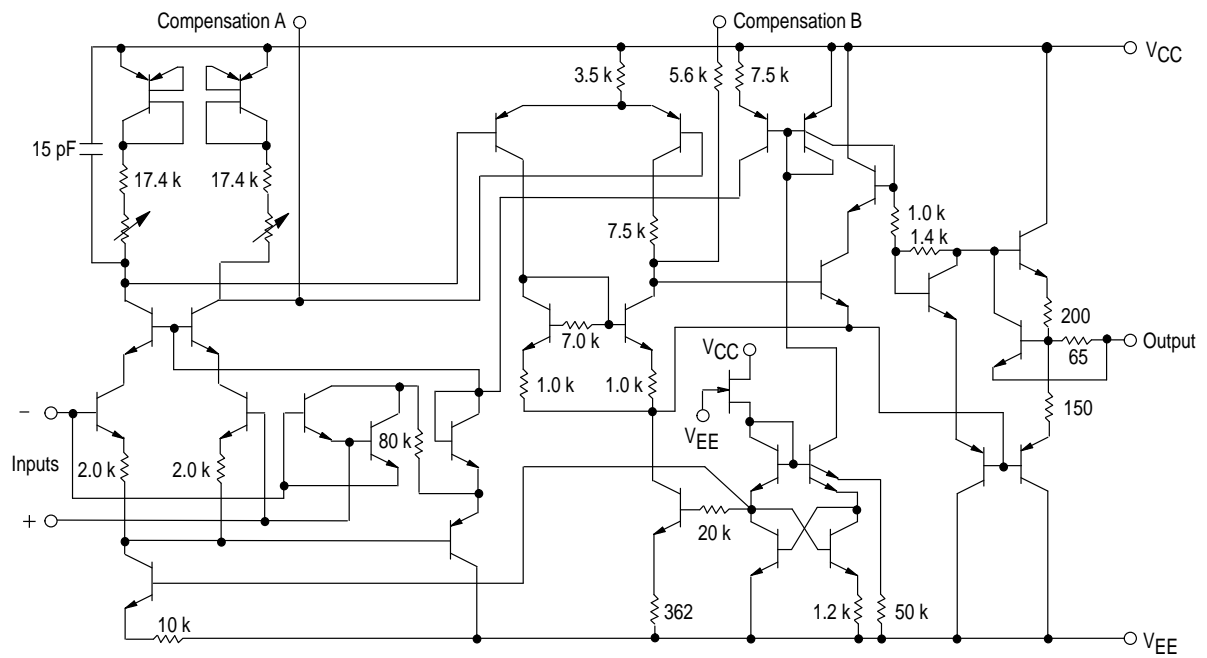 Compensation A
Compensation B
VCC
3.5 k
5.6 k
7.5 k
15 pF
17.4 k
17.4 k
1.0 k
1.4 k
7.5 k
200
7.0 k
65
Output
VCC
1.0 k
1.0 k
−
150
VEE
80 k
Inputs
2.0 k
2.0 k
+
20 k
362
1.2 k
50 k
10 k
VEE